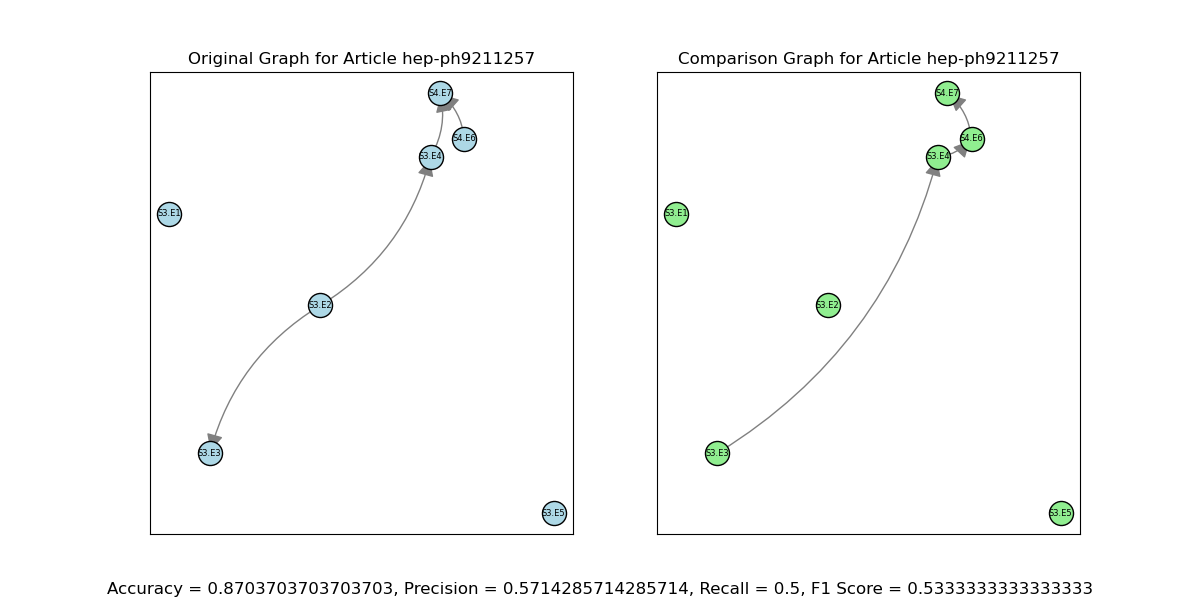 Original Graph for Article hep-ph9211257
Comparison Graph for Article hep-ph9211257
S4.E7
S4.E6
S3.E4
S3.E1
S3.E2
S3.E3
S3.E5
S4.E7
S4.E6
S3.E4
S3.E1
S3.E2
S3.E3
S3.E5
Accuracy = 0.8703703703703703, Precision = 0.5714285714285714, Recall = 0.5, F1 Score = 0.5333333333333333